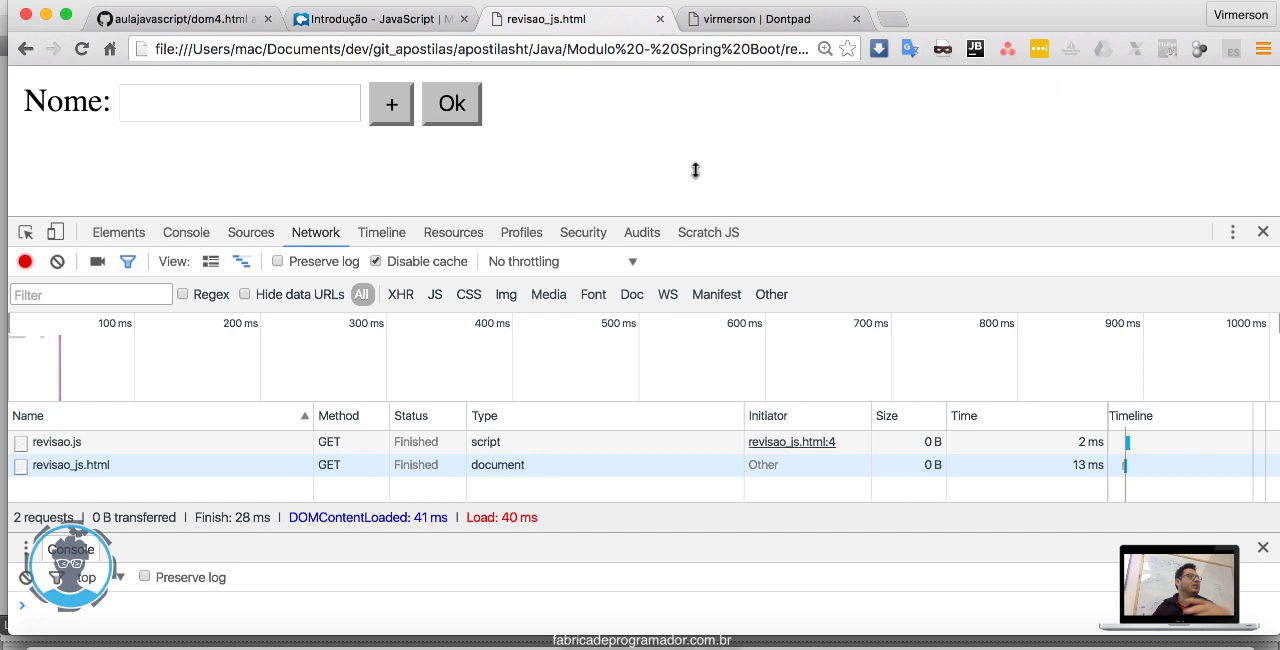 aulajavascript/dom4.html a
Introdução - JavaScript | M
revisao_js.html
virmerson | Dontpad
Virmerson
file:///Users/mac/Documents/dev/git_apostilas/apostilasht/Java/Modulo%20-%20Spring%20Boot/re...
JB
ES
Nome:
+
Ok
Elements
Console
Sources
Network
Timeline
Resources
Profiles
Security
Audits
Scratch JS
View:
Preserve log
Disable cache
No throttling
Filter
Regex
Hide data URLs
All
XHR
JS
CSS
Img
Media
Font
Doc
WS
Manifest
Other
100 ms
200 ms
300 ms
400 ms
500 ms
600 ms
700 ms
800 ms
900 ms
1000 ms
Name
Method
Status
Type
Initiator
Size
Time
Timeline
revisao.js
GET
Finished
script
revisao_js.html:4
0 B
2 ms
revisao_js.html
GET
Finished
document
Other
0 B
13 ms
2 requests | 0 B transferred | Finish: 28 ms | DOMContentLoaded: 41 ms | Load: 40 ms
Console
top
Preserve log
fabricadeprogramador.com.br